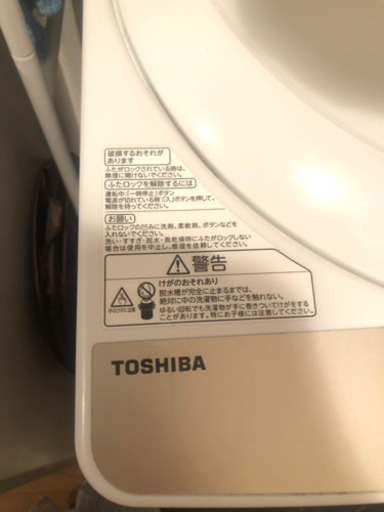 破損するおそれが
あります
ふたがロックされている時は、
無理に開けないでください。
ふたロックを解除するには
運転中「一時停止」ボタン
電源が切れている時〔入〕ボタンを押して、
解除を待ってください。
お願い
ふたロックの凹みに洗剤、柔軟剤、ボタンなどを
入れないでください。
洗い・すすぎ・脱水・風乾燥時にふたがロックしない
場合は使用を中止し、修理を依頼してください。
警告
けがのおそれあり
脱水槽が完全に止まるまでは、
絶対に中の洗濯物に手などを触れない。
ゆるい回転でも洗濯物が手に巻きついてけがをする
ことがあります。特にお子様にはご注意ください。
手のけがに注意
TOSHIBA